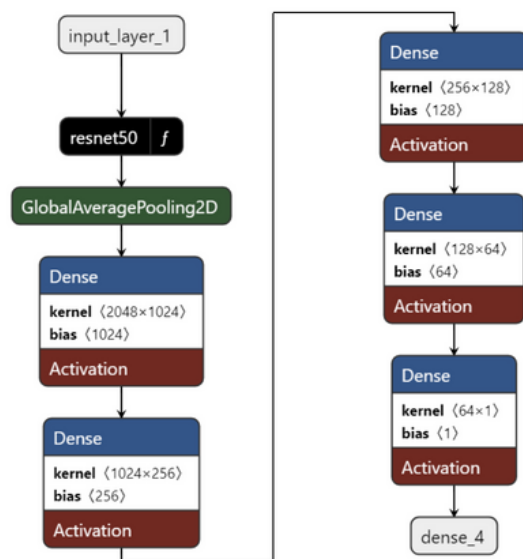 input_layer_1
resnet50 ƒ
GlobalAveragePooling2D
Dense
kernel ⟨2048×1024⟩
bias ⟨1024⟩
Activation
Dense
kernel ⟨1024×256⟩
bias ⟨256⟩
Activation
Dense
kernel ⟨256×128⟩
bias ⟨128⟩
Activation
Dense
kernel ⟨128×64⟩
bias ⟨64⟩
Activation
Dense
kernel ⟨64×1⟩
bias ⟨1⟩
Activation
dense_4